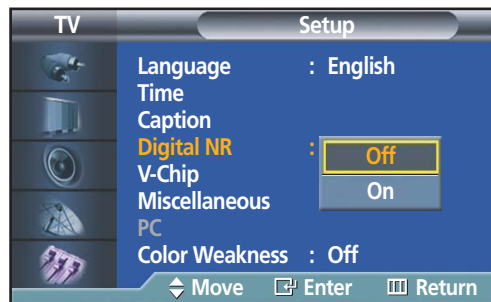 TV Setup
Language : English
Time
Caption
Digital NR : Off
V-Chip On
Miscellaneous
PC
Color Weakness : Off
Move Enter Return